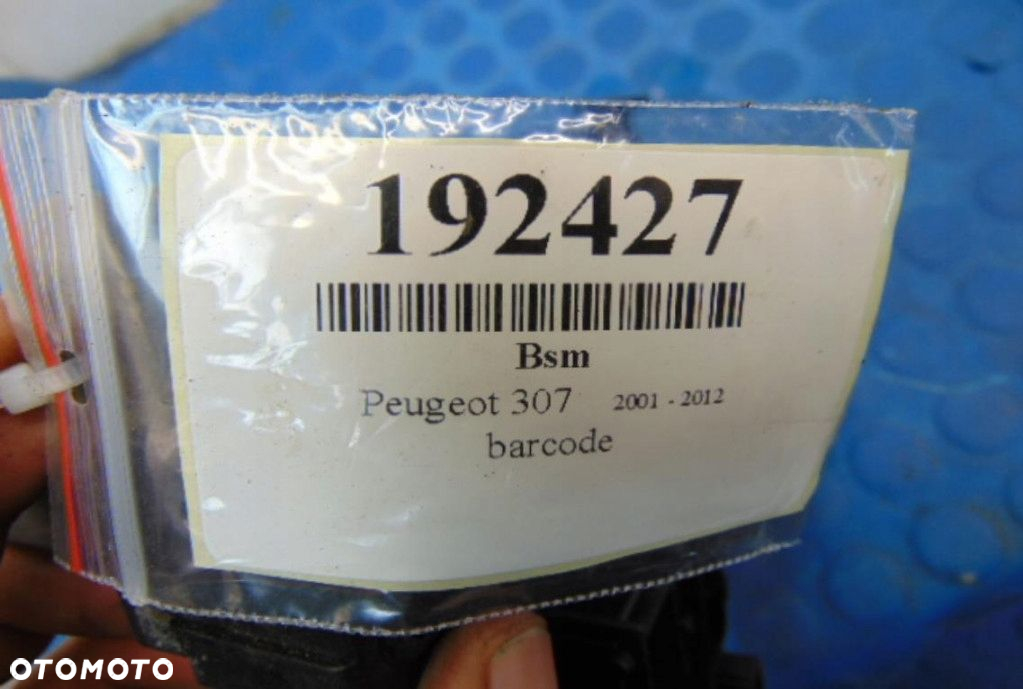 192427
Bsm
Peugeot 307 2001 - 2012
barcode
OTOMOTO